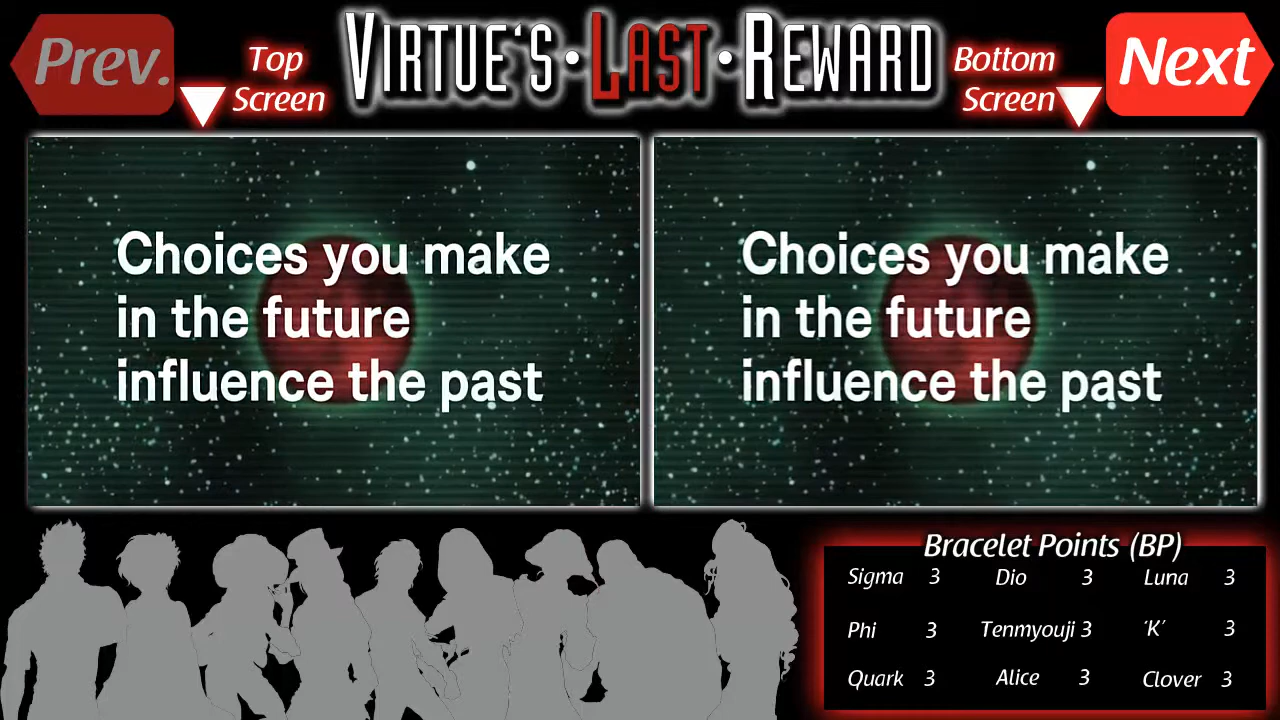 Prev.
Top
Screen
VIRTUE'S•LAST•REWARD
Bottom
Screen
Next
Choices you make
in the future
influence the past
Choices you make
in the future
influence the past
Bracelet Points (BP)
Sigma 3 Dio 3 Luna 3
Phi 3 Tenmyouji 3 'K' 3
Quark 3 Alice 3 Clover 3